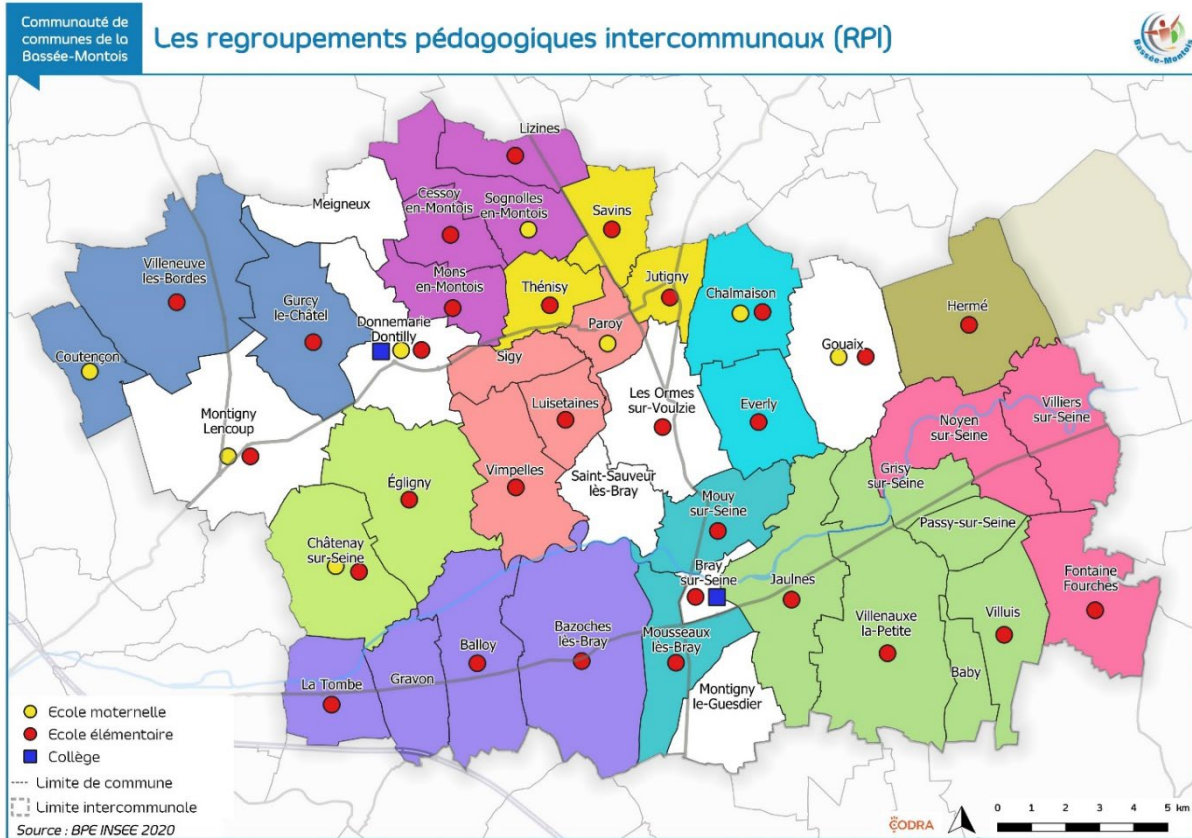 Communauté de
communes de la
Bassée-Montois
Les regroupements pédagogiques intercommunaux (RPI)
Bassée-Montois
Lizines
Meigneux
Cessoy
en-Montois
Sognolles
en-Montois
Savins
Villeneuve
les-Bordes
Gurcy
le-Châtel
Mons
en-Montois
Thénisy
Jutigny
Chalmaison
Hermé
Donnemarie
Dontilly
Paroy
Gouaix
Coutençon
Sigy
Montigny
Lencoup
Luisetaines
Les Ormes
sur-Voulzie
Everly
Noyen
sur-Seine
Villiers
sur-Seine
Égligny
Vimpelles
Saint-Sauveur
lès-Bray
Grisy
sur-Seine
Mouy
sur-Seine
Passy-sur-Seine
Châtenay
sur-Seine
Bray
sur-Seine
Jaulnes
Fontaine
Fourches
Villenauxe
la-Petite
Villuis
Balloy
Bazoches
lès-Bray
Mousseaux
lès-Bray
La Tombe
Gravon
Baby
Montigny
le-Guesdier
Ecole maternelle
Ecole élémentaire
Collège
Limite de commune
Limite intercommunale
Source : BPE INSEE 2020
CODRA
0 1 2 3 4 5 km